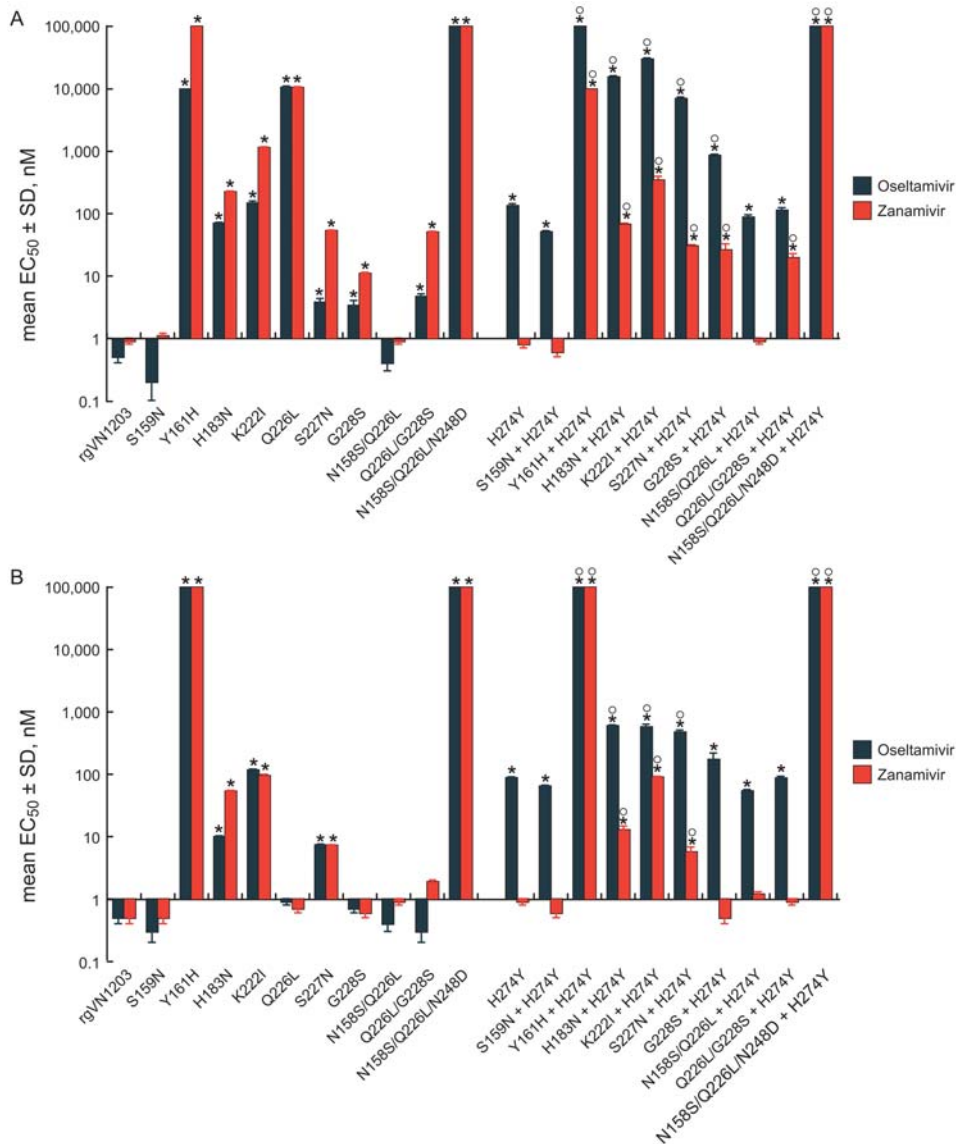 A
100,000
10,000
1,000
100
10
1
0.1
mean EC50 ± SD, nM
Oseltamivir
Zanamivir
rgVN1203
S159N
Y161H
H183N
K222I
Q226L
S227N
G228S
N158S/Q226L
Q226L/G228S
N158S/Q226L/N248D
H274Y
S159N + H274Y
Y161H + H274Y
H183N + H274Y
K222I + H274Y
S227N + H274Y
G228S + H274Y
N158S/Q226L + H274Y
Q226L/G228S + H274Y
N158S/Q226L/N248D + H274Y
B
100,000
10,000
1,000
100
10
1
0.1
mean EC50 ± SD, nM
Oseltamivir
Zanamivir
rgVN1203
S159N
Y161H
H183N
K222I
Q226L
S227N
G228S
N158S/Q226L
Q226L/G228S
N158S/Q226L/N248D
H274Y
S159N + H274Y
Y161H + H274Y
H183N + H274Y
K222I + H274Y
S227N + H274Y
G228S + H274Y
N158S/Q226L + H274Y
Q226L/G228S + H274Y
N158S/Q226L/N248D + H274Y